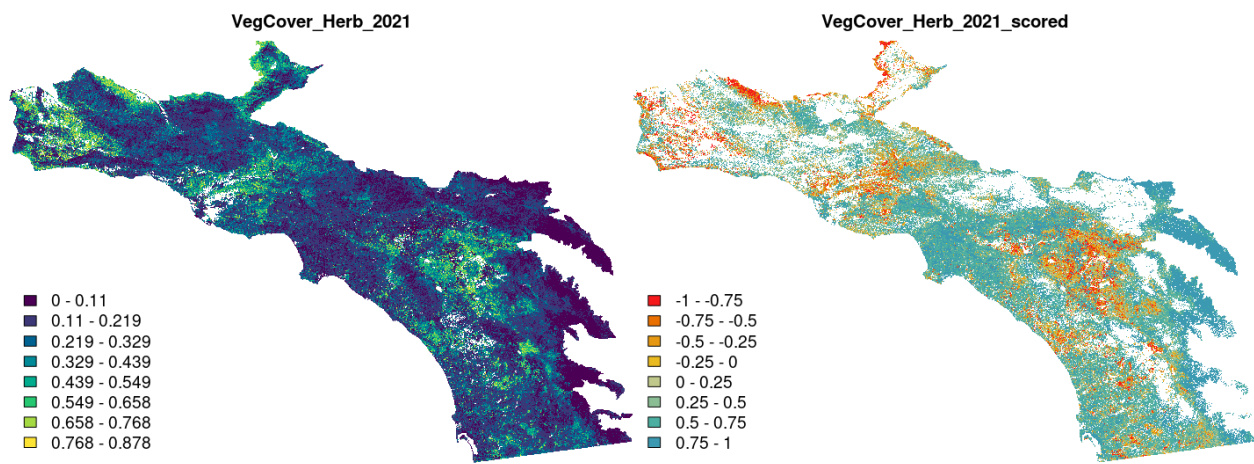 VegCover_Herb_2021
0 - 0.11
0.11 - 0.219
0.219 - 0.329
0.329 - 0.439
0.439 - 0.549
0.549 - 0.658
0.658 - 0.768
0.768 - 0.878
VegCover_Herb_2021_scored
-1 - -0.75
-0.75 - -0.5
-0.5 - -0.25
-0.25 - 0
0 - 0.25
0.25 - 0.5
0.5 - 0.75
0.75 - 1